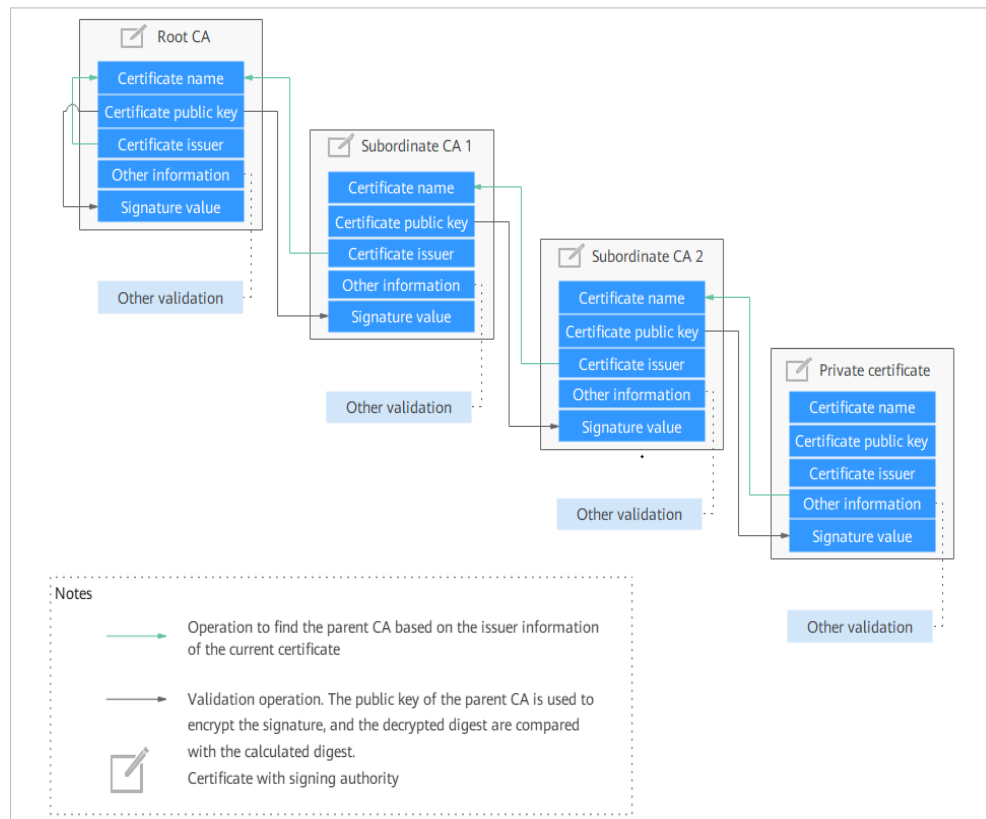 Root CA
Certificate name
Certificate public key
Certificate issuer
Other information
Signature value
Other validation
Subordinate CA 1
Certificate name
Certificate public key
Certificate issuer
Other information
Signature value
Other validation
Subordinate CA 2
Certificate name
Certificate public key
Certificate issuer
Other information
Signature value
Other validation
Private certificate
Certificate name
Certificate public key
Certificate issuer
Other information
Signature value
Other validation
Notes
Operation to find the parent CA based on the issuer information
of the current certificate
Validation operation. The public key of the parent CA is used to
encrypt the signature, and the decrypted digest are compared
with the calculated digest.
Certificate with signing authority